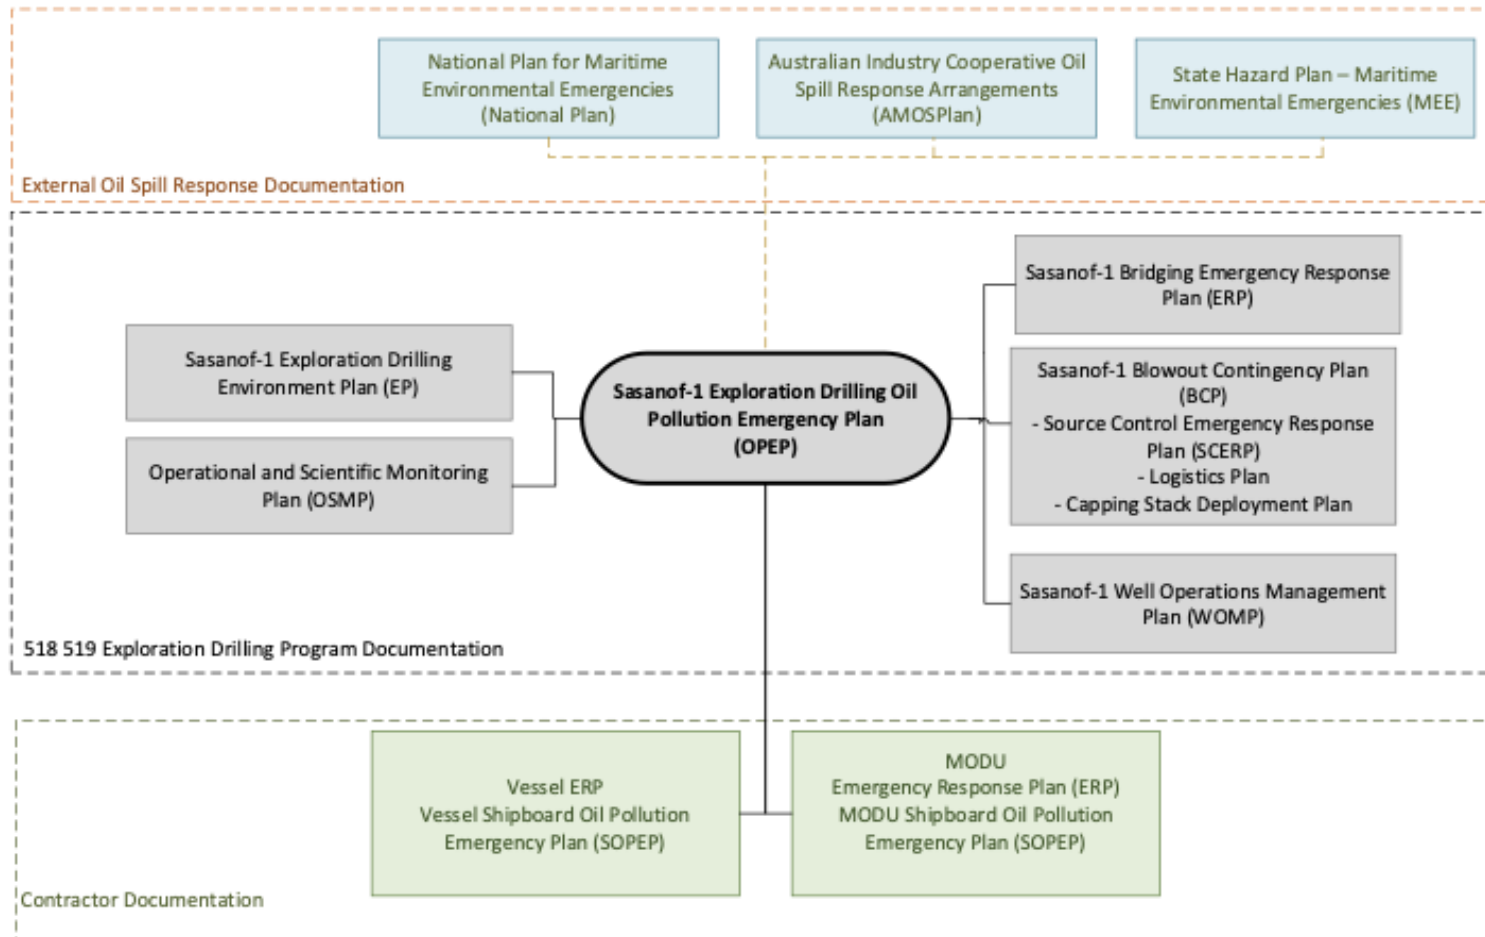 National Plan for Maritime
Environmental Emergencies
(National Plan)
Australian Industry Cooperative Oil
Spill Response Arrangements
(AMOSPlan)
State Hazard Plan – Maritime
Environmental Emergencies (MEE)
External Oil Spill Response Documentation
Sasanof-1 Exploration Drilling
Environment Plan (EP)
Operational and Scientific Monitoring
Plan (OSMP)
Sasanof-1 Exploration Drilling Oil
Pollution Emergency Plan
(OPEP)
Sasanof-1 Bridging Emergency Response
Plan (ERP)
Sasanof-1 Blowout Contingency Plan
(BCP)
- Source Control Emergency Response
Plan (SCERP)
- Logistics Plan
- Capping Stack Deployment Plan
Sasanof-1 Well Operations Management
Plan (WOMP)
518 519 Exploration Drilling Program Documentation
Vessel ERP
Vessel Shipboard Oil Pollution
Emergency Plan (SOPEP)
MODU
Emergency Response Plan (ERP)
MODU Shipboard Oil Pollution
Emergency Plan (SOPEP)
Contractor Documentation